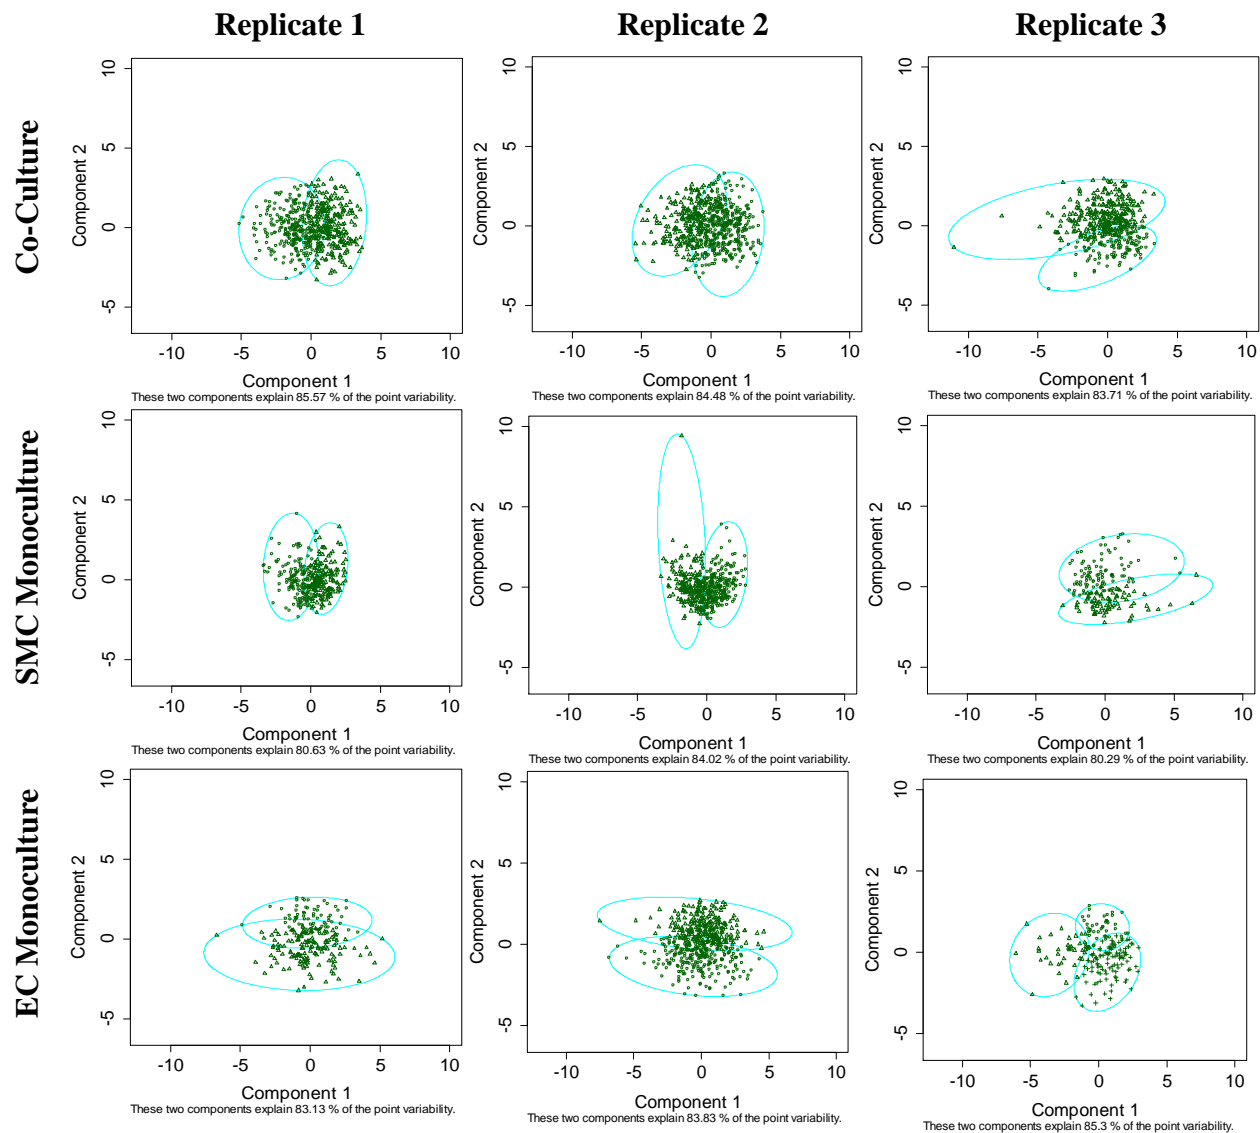 Replicate 1 Replicate 2 Replicate 3
Co-Culture
10
5
0
-5
Component 2
-10 -5 0 5 10
Component 1
These two components explain 85.57 % of the point variability.
10
5
0
-5
Component 2
-10 -5 0 5 10
Component 1
These two components explain 84.48 % of the point variability.
10
5
0
-5
Component 2
-10 -5 0 5 10
Component 1
These two components explain 83.71 % of the point variability.
SMC Monoculture
10
5
0
-5
Component 2
-10 -5 0 5 10
Component 1
These two components explain 80.63 % of the point variability.
10
5
0
-5
Component 2
-10 -5 0 5 10
Component 1
These two components explain 84.02 % of the point variability.
10
5
0
-5
Component 2
-10 -5 0 5 10
Component 1
These two components explain 80.29 % of the point variability.
EC Monoculture
10
5
0
-5
Component 2
-10 -5 0 5 10
Component 1
These two components explain 83.13 % of the point variability.
10
5
0
-5
Component 2
-10 -5 0 5 10
Component 1
These two components explain 83.83 % of the point variability.
10
5
0
-5
Component 2
-10 -5 0 5 10
Component 1
These two components explain 85.3 % of the point variability.